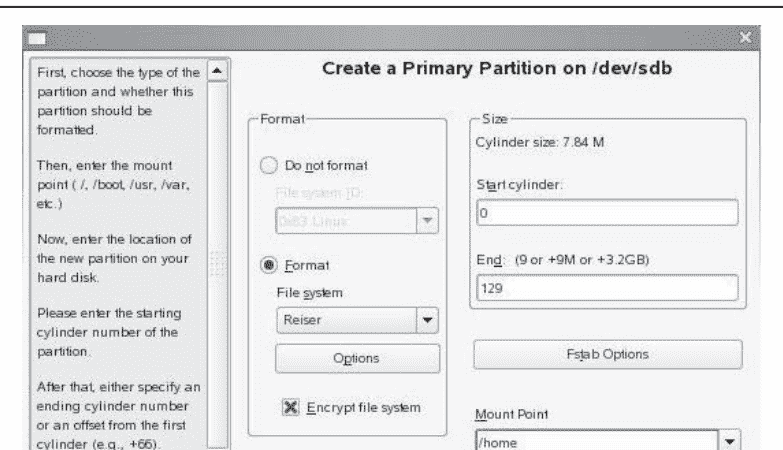 Create a Primary Partition on /dev/sdb
First, choose the type of the
partition and whether this
partition should be
formatted.
Then, enter the mount
point ( /, /boot, /usr, /var,
etc.)
Now, enter the location of
the new partition on your
hard disk.
Please enter the starting
cylinder number of the
partition.
After that, either specify an
ending cylinder number
or an offset from the first
cylinder (e.g., +66).
Format
Do not format
File system ID:
0x83 Linux
Format
File system
Reiser
Options
Encrypt file system
Size
Cylinder size: 7.84 M
Start cylinder:
0
End: (9 or +9M or +3.2GB)
129
Fstab Options
Mount Point
/home